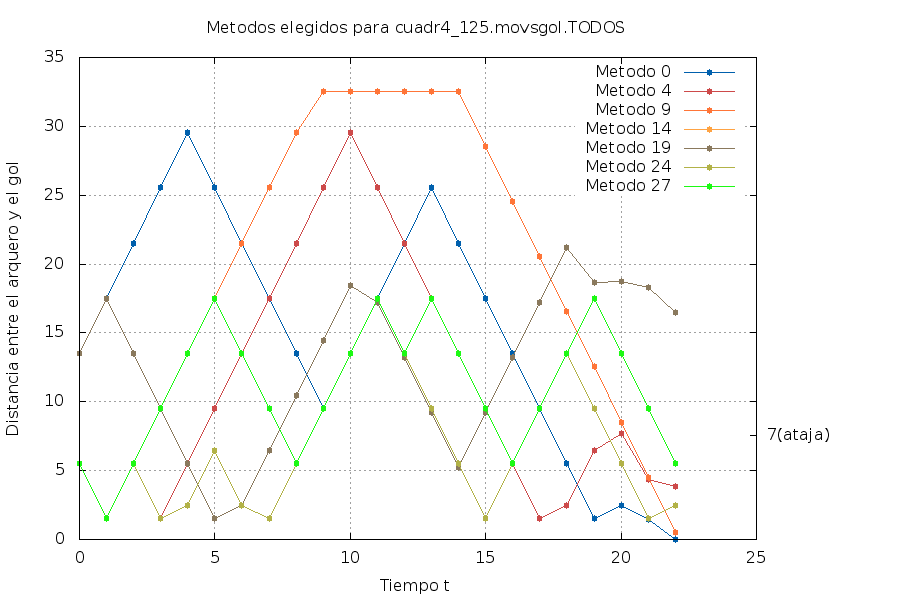 Metodos elegidos para cuadr4_125.movsgol.TODOS
35
30
25
20
15
10
5
0
Distancia entre el arquero y el gol
Metodo 0
Metodo 4
Metodo 9
Metodo 14
Metodo 19
Metodo 24
Metodo 27
7(ataja)
0 5 10 15 20 25
Tiempo t